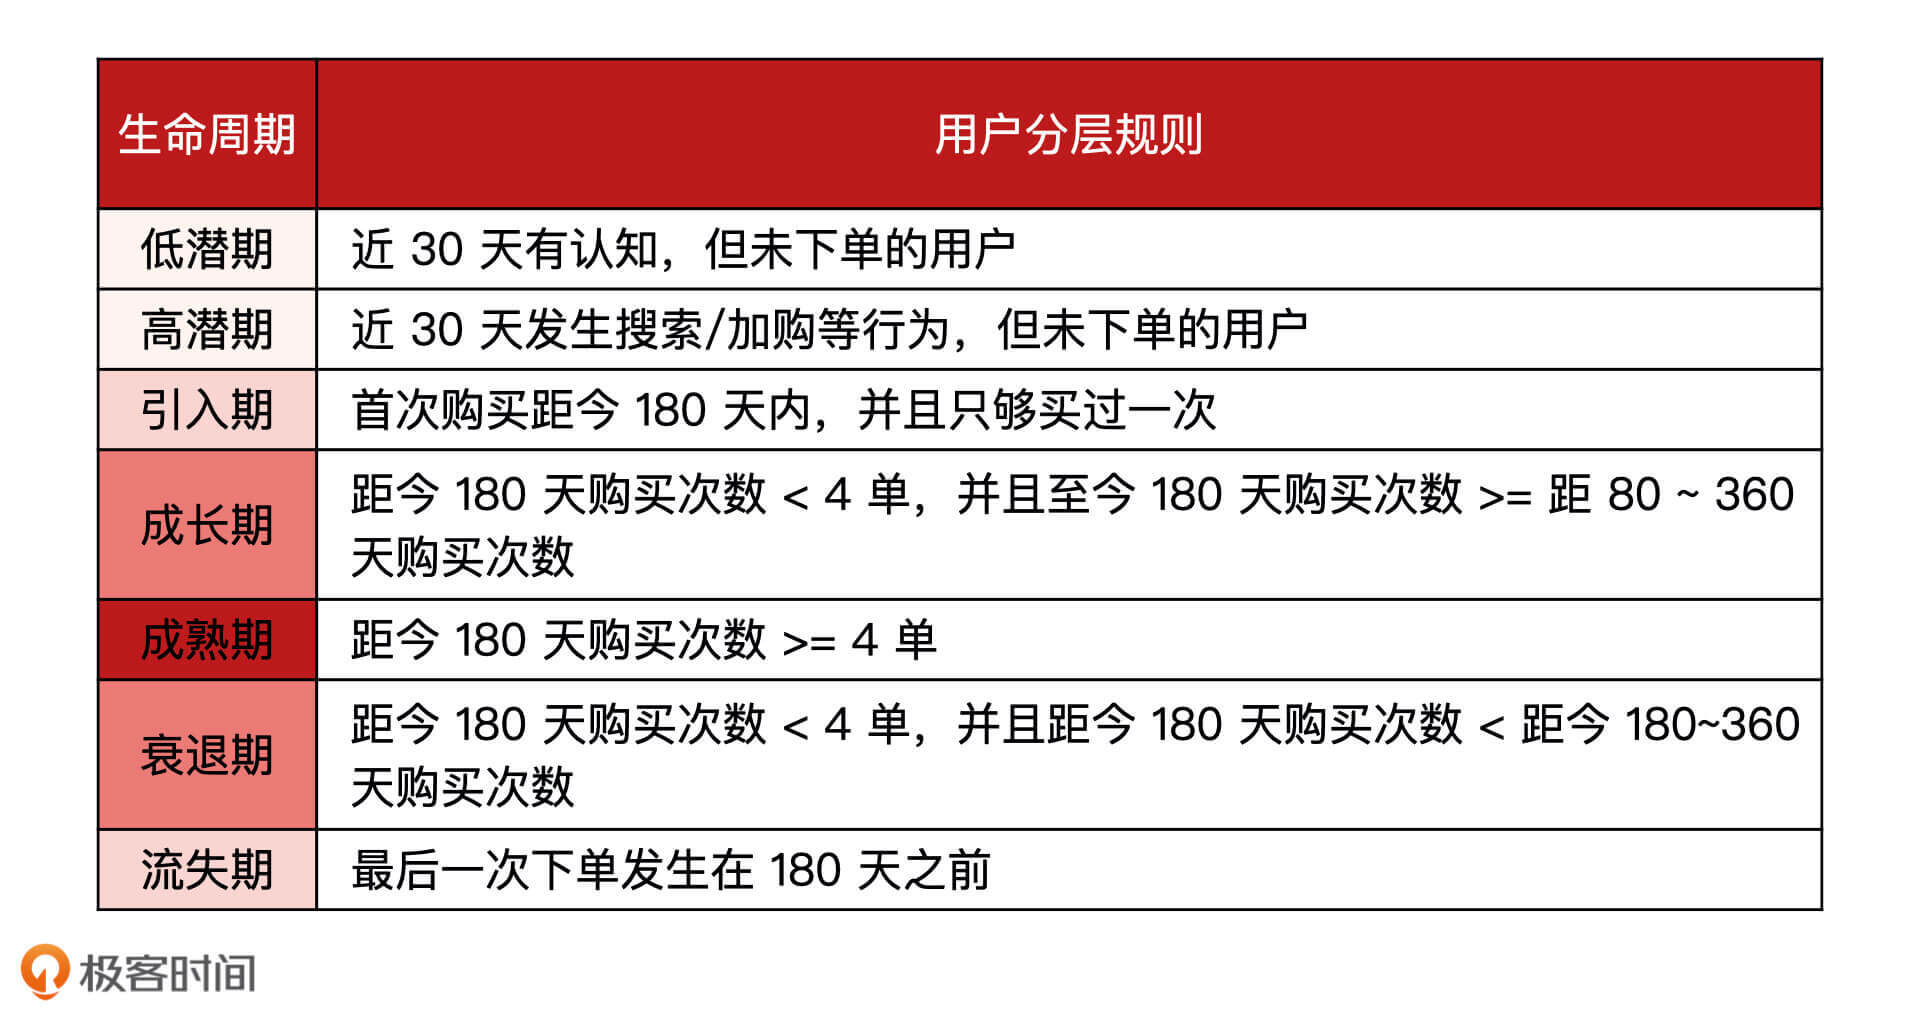 生命周期
用户分层规则
低潜期
近 30 天有认知，但未下单的用户
高潜期
近 30 天发生搜索/加购等行为，但未下单的用户
引入期
首次购买距今 180 天内，并且只够买过一次
成长期
距今 180 天购买次数 < 4 单，并且至今 180 天购买次数 >= 距 80 ~ 360
天购买次数
成熟期
距今 180 天购买次数 >= 4 单
衰退期
距今 180 天购买次数 < 4 单，并且距今 180 天购买次数 < 距今 180~360
天购买次数
流失期
最后一次下单发生在 180 天之前
极客时间